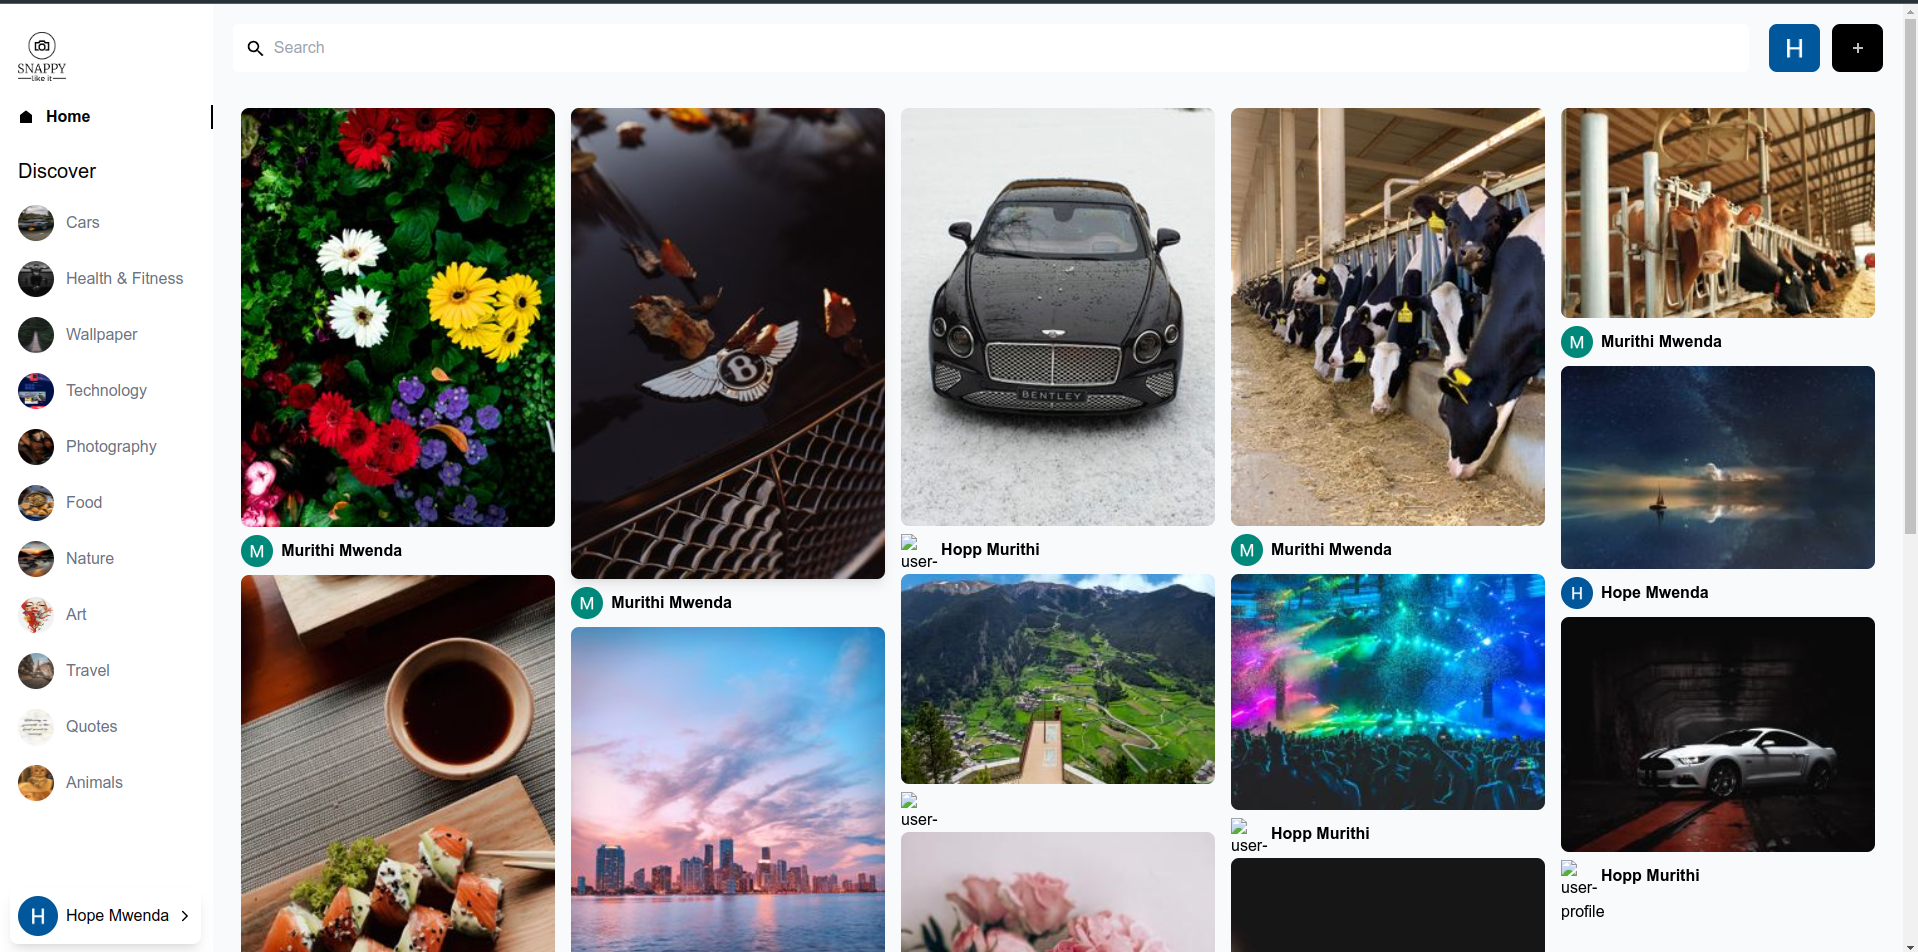 SNAPPY
like it
Search
H
+
Home
Discover
Cars
Health & Fitness
Wallpaper
Technology
Photography
Food
Nature
Art
Travel
Quotes
Animals
H
Hope Mwenda
M
Murithi Mwenda
B
M
Murithi Mwenda
BENTLEY
user-
Hopp Murithi
user-
M
Murithi Mwenda
user-
Hopp Murithi
M
Murithi Mwenda
H
Hope Mwenda
user-
profile
Hopp Murithi